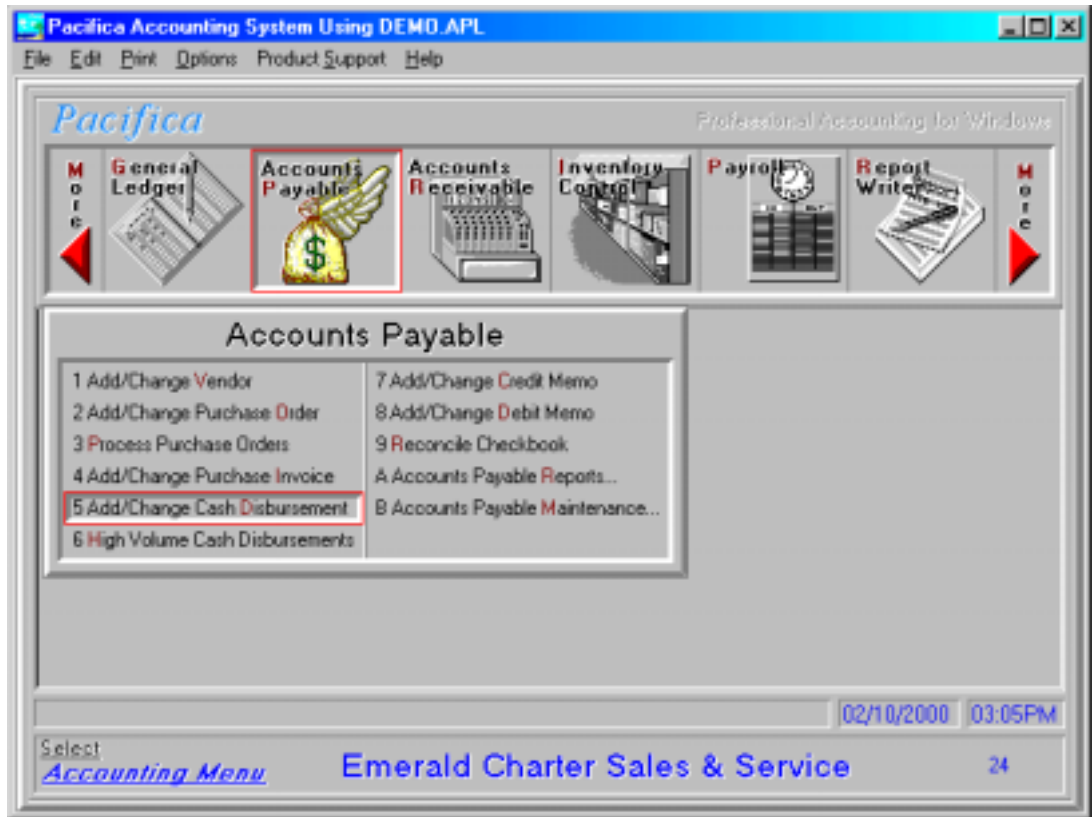 Pacifica Accounting System Using DEMO.APL
File Edit Print Options Product Support Help
Pacifica
Professional Accounting for Windows
More
General Ledger
Accounts Payable
Accounts Receivable
Inventory Control
Payroll
Report Writer
More
Accounts Payable
1 Add/Change Vendor
2 Add/Change Purchase Order
3 Process Purchase Orders
4 Add/Change Purchase Invoice
5 Add/Change Cash Disbursement
6 High Volume Cash Disbursements
7 Add/Change Credit Memo
8 Add/Change Debit Memo
9 Reconcile Checkbook
A Accounts Payable Reports...
B Accounts Payable Maintenance...
02/10/2000 03:05PM
Select
Accounting Menu
Emerald Charter Sales & Service
24